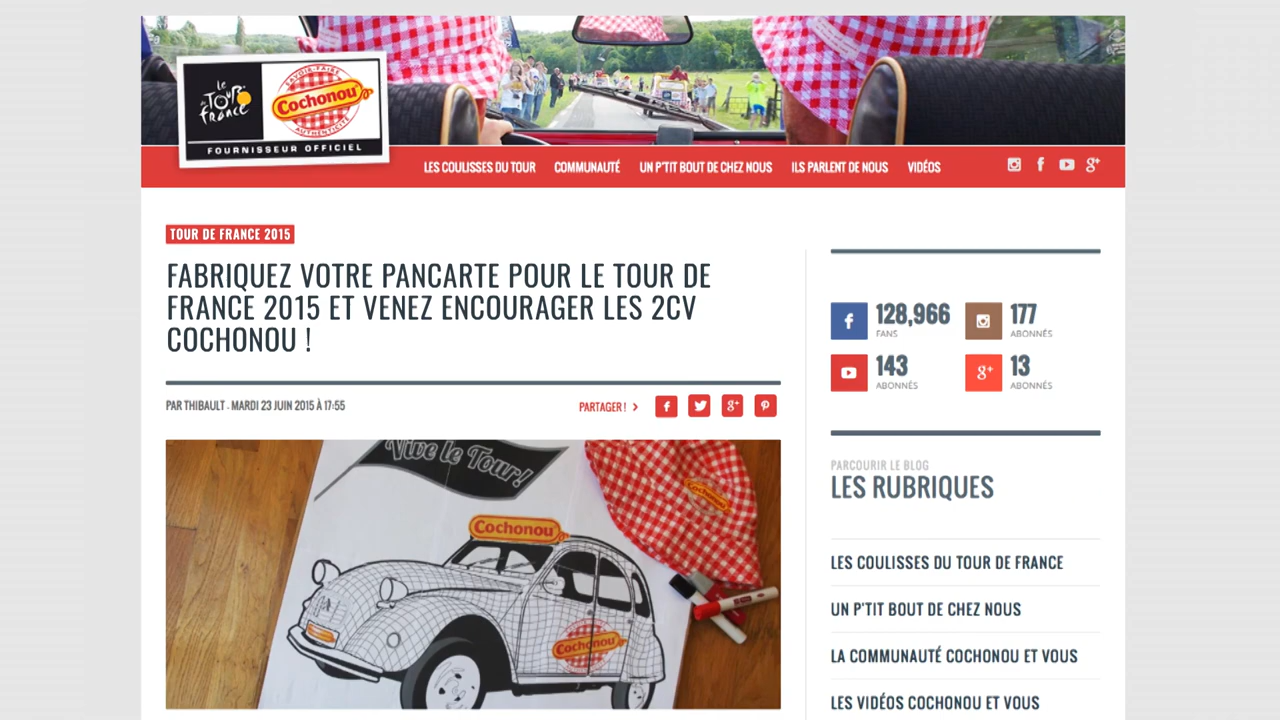 le
TOUR
de
france
SAVOIR-FAIRE
Cochonou
AUTHENTICITÉ
FOURNISSEUR OFFICIEL
LES COULISSES DU TOUR COMMUNAUTÉ UN P'TIT BOUT DE CHEZ NOUS ILS PARLENT DE NOUS VIDÉOS
TOUR DE FRANCE 2015
FABRIQUEZ VOTRE PANCARTE POUR LE TOUR DE
FRANCE 2015 ET VENEZ ENCOURAGER LES 2CV
COCHONOU !
PAR THIBAULT - MARDI 23 JUIN 2015 À 17:55
PARTAGER ! >
Vive le Tour!
Cochonou
Cochonou
128,966
FANS
177
ABONNÉS
143
ABONNÉS
13
ABONNÉS
PARCOURIR LE BLOG
LES RUBRIQUES
LES COULISSES DU TOUR DE FRANCE
UN P'TIT BOUT DE CHEZ NOUS
LA COMMUNAUTÉ COCHONOU ET VOUS
LES VIDÉOS COCHONOU ET VOUS